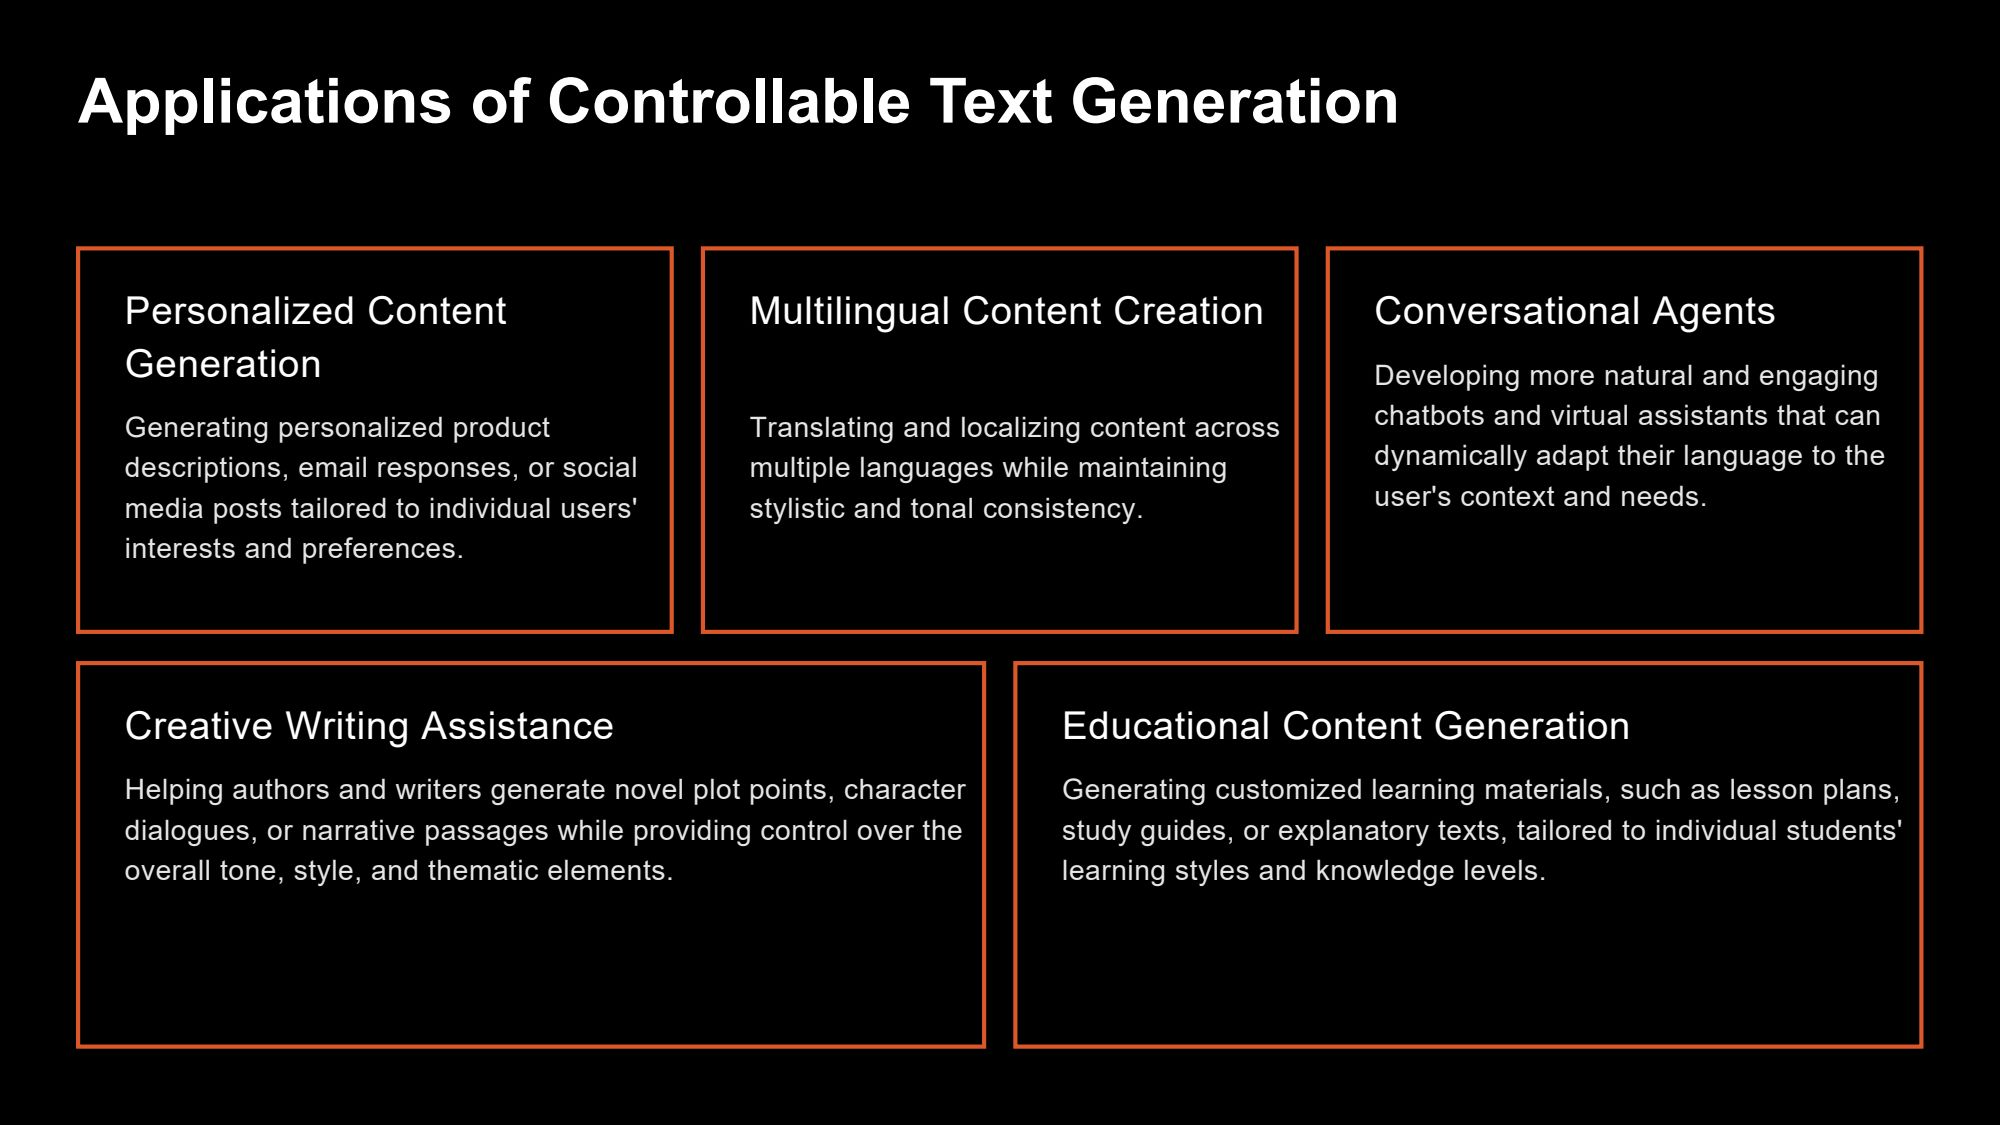 Applications of Controllable Text Generation
Personalized Content
Generation
Generating personalized product
descriptions, email responses, or social
media posts tailored to individual users'
interests and preferences.
Multilingual Content Creation
Translating and localizing content across
multiple languages while maintaining
stylistic and tonal consistency.
Conversational Agents
Developing more natural and engaging
chatbots and virtual assistants that can
dynamically adapt their language to the
user's context and needs.
Creative Writing Assistance
Helping authors and writers generate novel plot points, character
dialogues, or narrative passages while providing control over the
overall tone, style, and thematic elements.
Educational Content Generation
Generating customized learning materials, such as lesson plans,
study guides, or explanatory texts, tailored to individual students'
learning styles and knowledge levels.